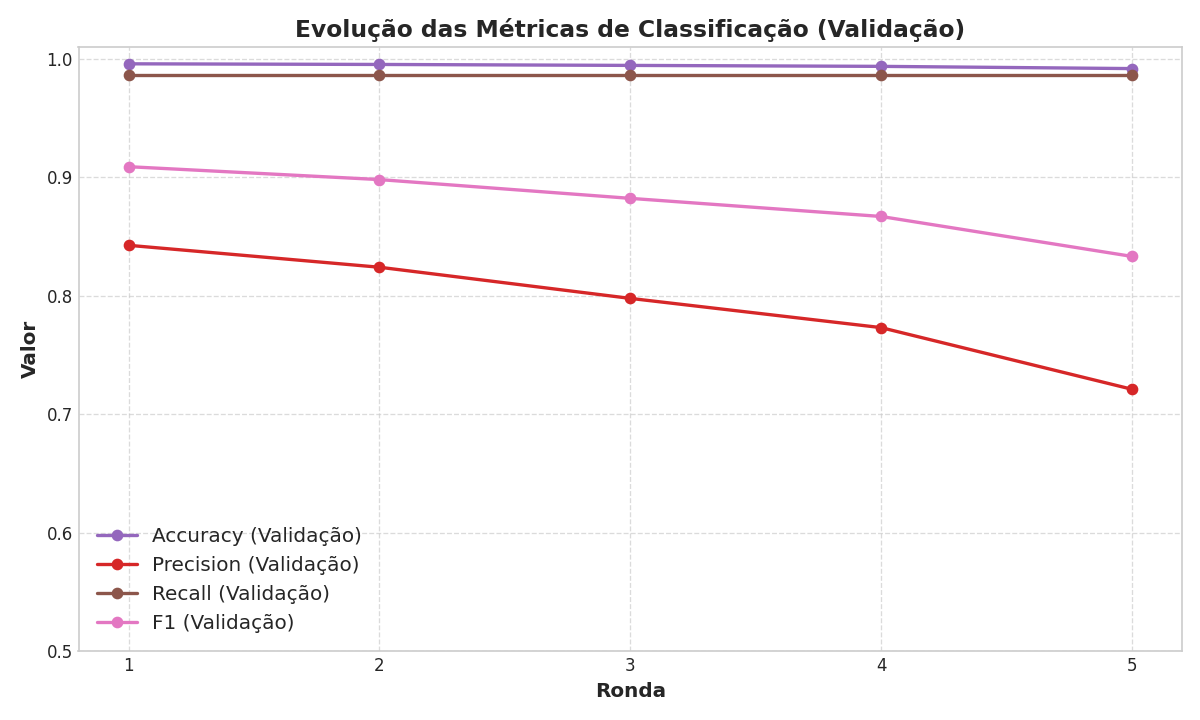 Evolução das Métricas de Classificação (Validação)
1.0
0.9
0.8
0.7
0.6
0.5
Valor
Accuracy (Validação)
Precision (Validação)
Recall (Validação)
F1 (Validação)
1 2 3 4 5
Ronda